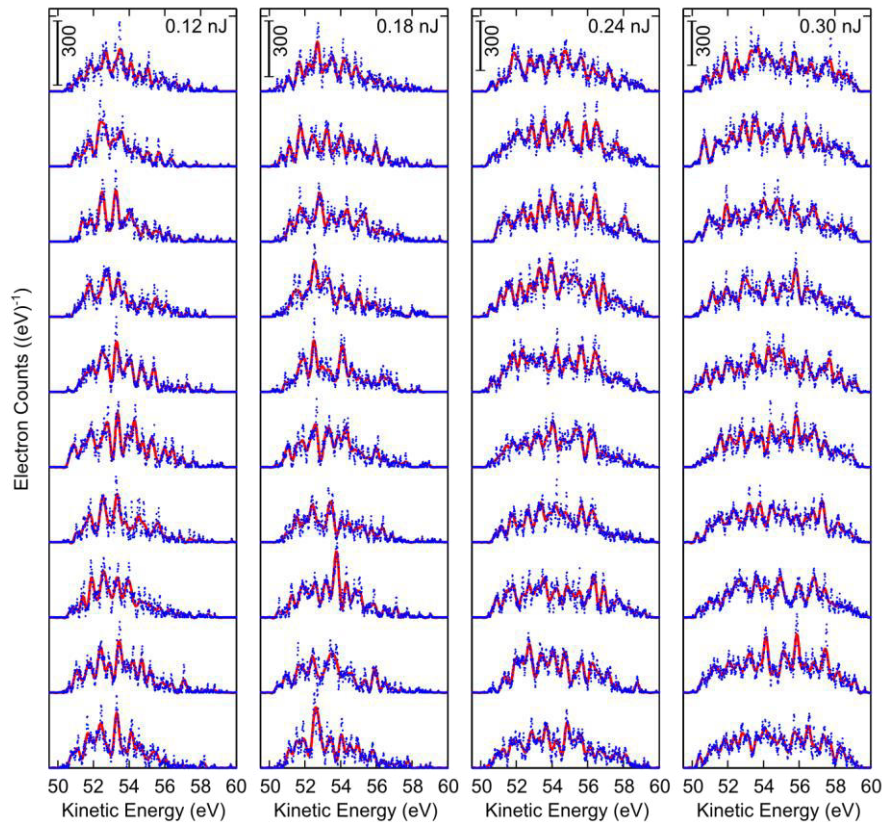 0.12 nJ
0.18 nJ
0.24 nJ
0.30 nJ
300
300
300
300
Electron Counts ((eV)⁻¹)
50 52 54 56 58 60
50 52 54 56 58 60
50 52 54 56 58 60
50 52 54 56 58 60
Kinetic Energy (eV)
Kinetic Energy (eV)
Kinetic Energy (eV)
Kinetic Energy (eV)